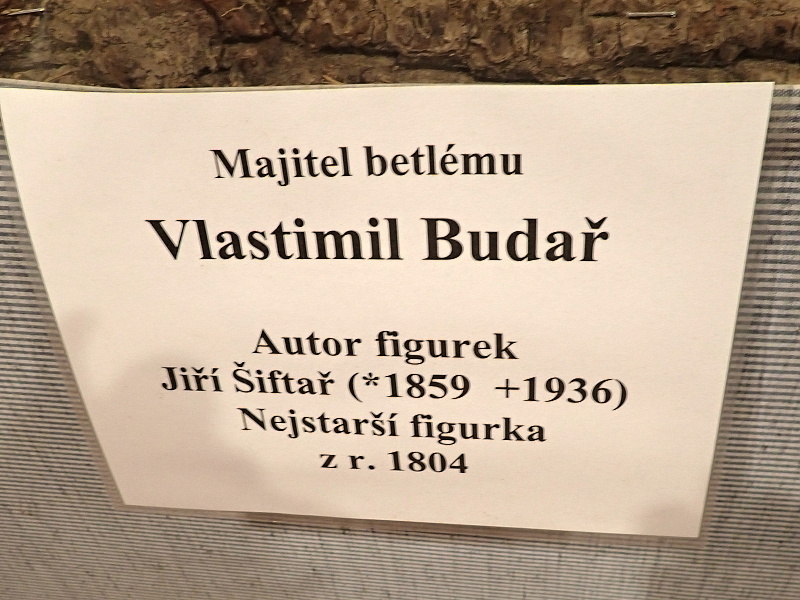 Majitel betlému
Vlastimil Budař
Autor figurek
Jiří Šiftař (*1859 +1936)
Nejstarší figurka
z r. 1804